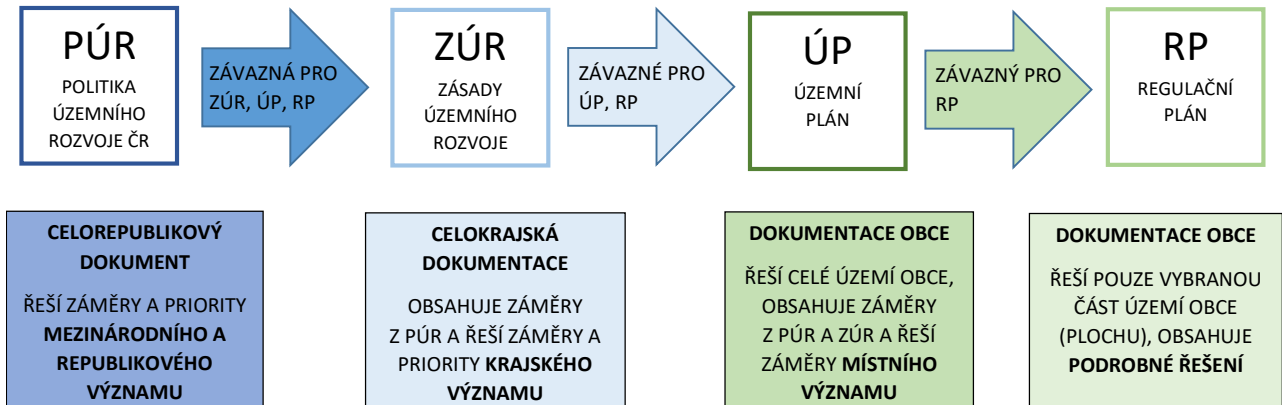 PÚR
POLITIKA
ÚZEMNÍHO
ROZVOJE ČR
ZÁVAZNÁ PRO
ZÚR, ÚP, RP
ZÚR
ZÁSADY
ÚZEMNÍHO
ROZVOJE
ZÁVAZNÉ PRO
ÚP, RP
ÚP
ÚZEMNÍ
PLÁN
ZÁVAZNÝ PRO
RP
RP
REGULAČNÍ
PLÁN
CELOREPUBLIKOVÝ
DOKUMENT
ŘEŠÍ ZÁMĚRY A PRIORITY
MEZINÁRODNÍHO A
REPUBLIKOVÉHO
VÝZNAMU
CELOKRAJSKÁ
DOKUMENTACE
OBSAHUJE ZÁMĚRY
Z PÚR A ŘEŠÍ ZÁMĚRY A
PRIORITY KRAJSKÉHO
VÝZNAMU
DOKUMENTACE OBCE
ŘEŠÍ CELÉ ÚZEMÍ OBCE,
OBSAHUJE ZÁMĚRY
Z PÚR A ZÚR A ŘEŠÍ
ZÁMĚRY MÍSTNÍHO
VÝZNAMU
DOKUMENTACE OBCE
ŘEŠÍ POUZE VYBRANOU
ČÁST ÚZEMÍ OBCE
(PLOCHU), OBSAHUJE
PODROBNÉ ŘEŠENÍ